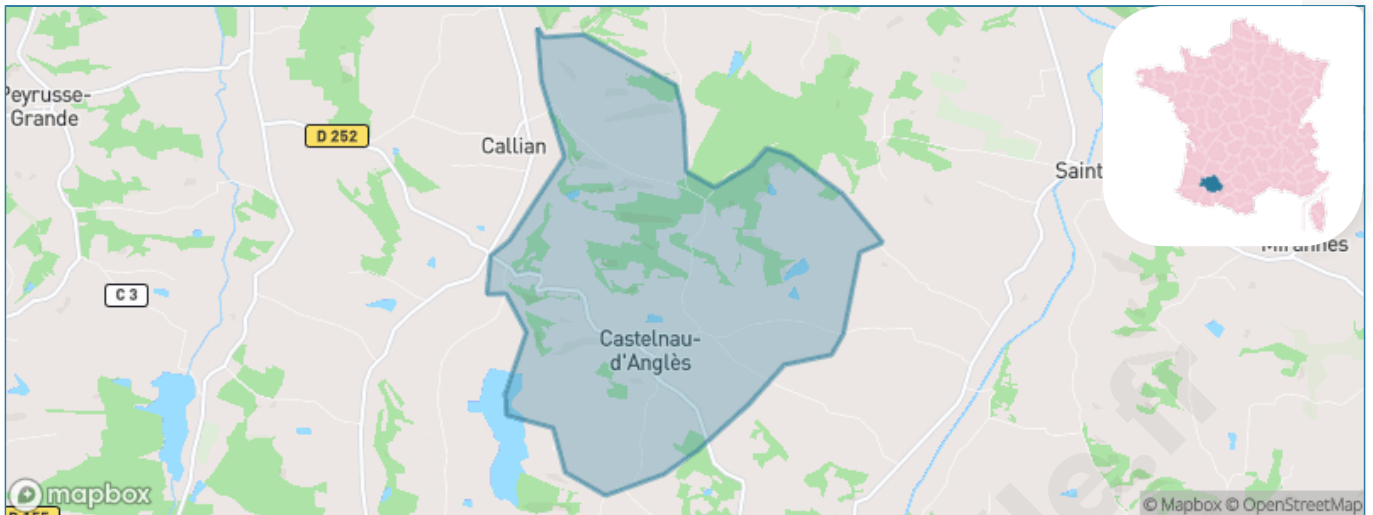 Peyrusse-
Grande
D 252
Callian
Saint
Mirannes
C 3
Castelnau-
d'Anglès
mapbox
© Mapbox © OpenStreetMap